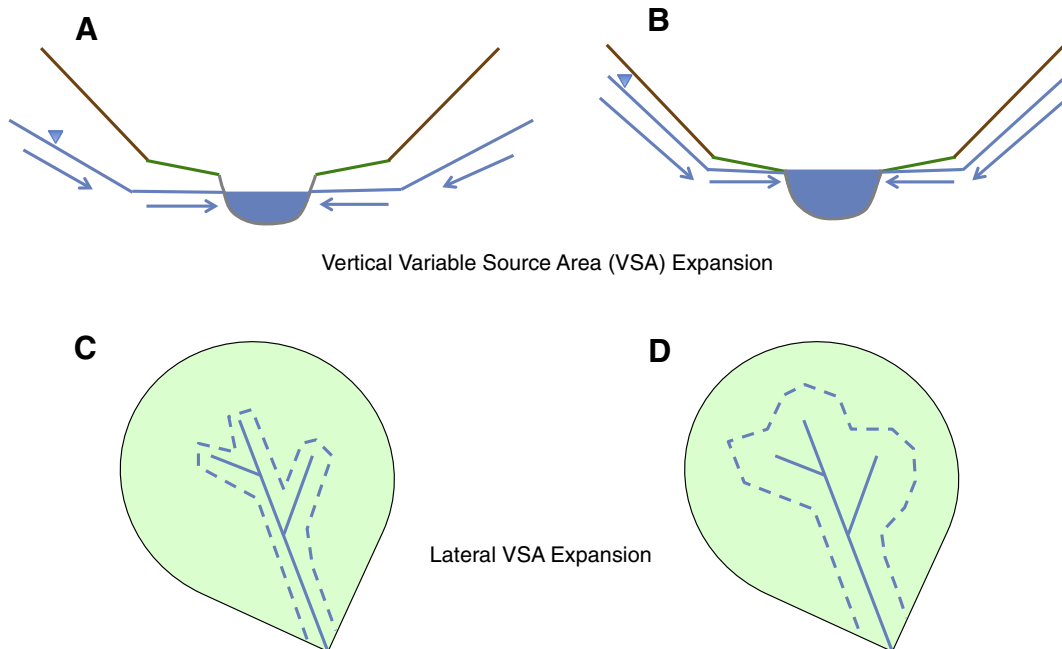 A
B
Vertical Variable Source Area (VSA) Expansion
C
D
Lateral VSA Expansion